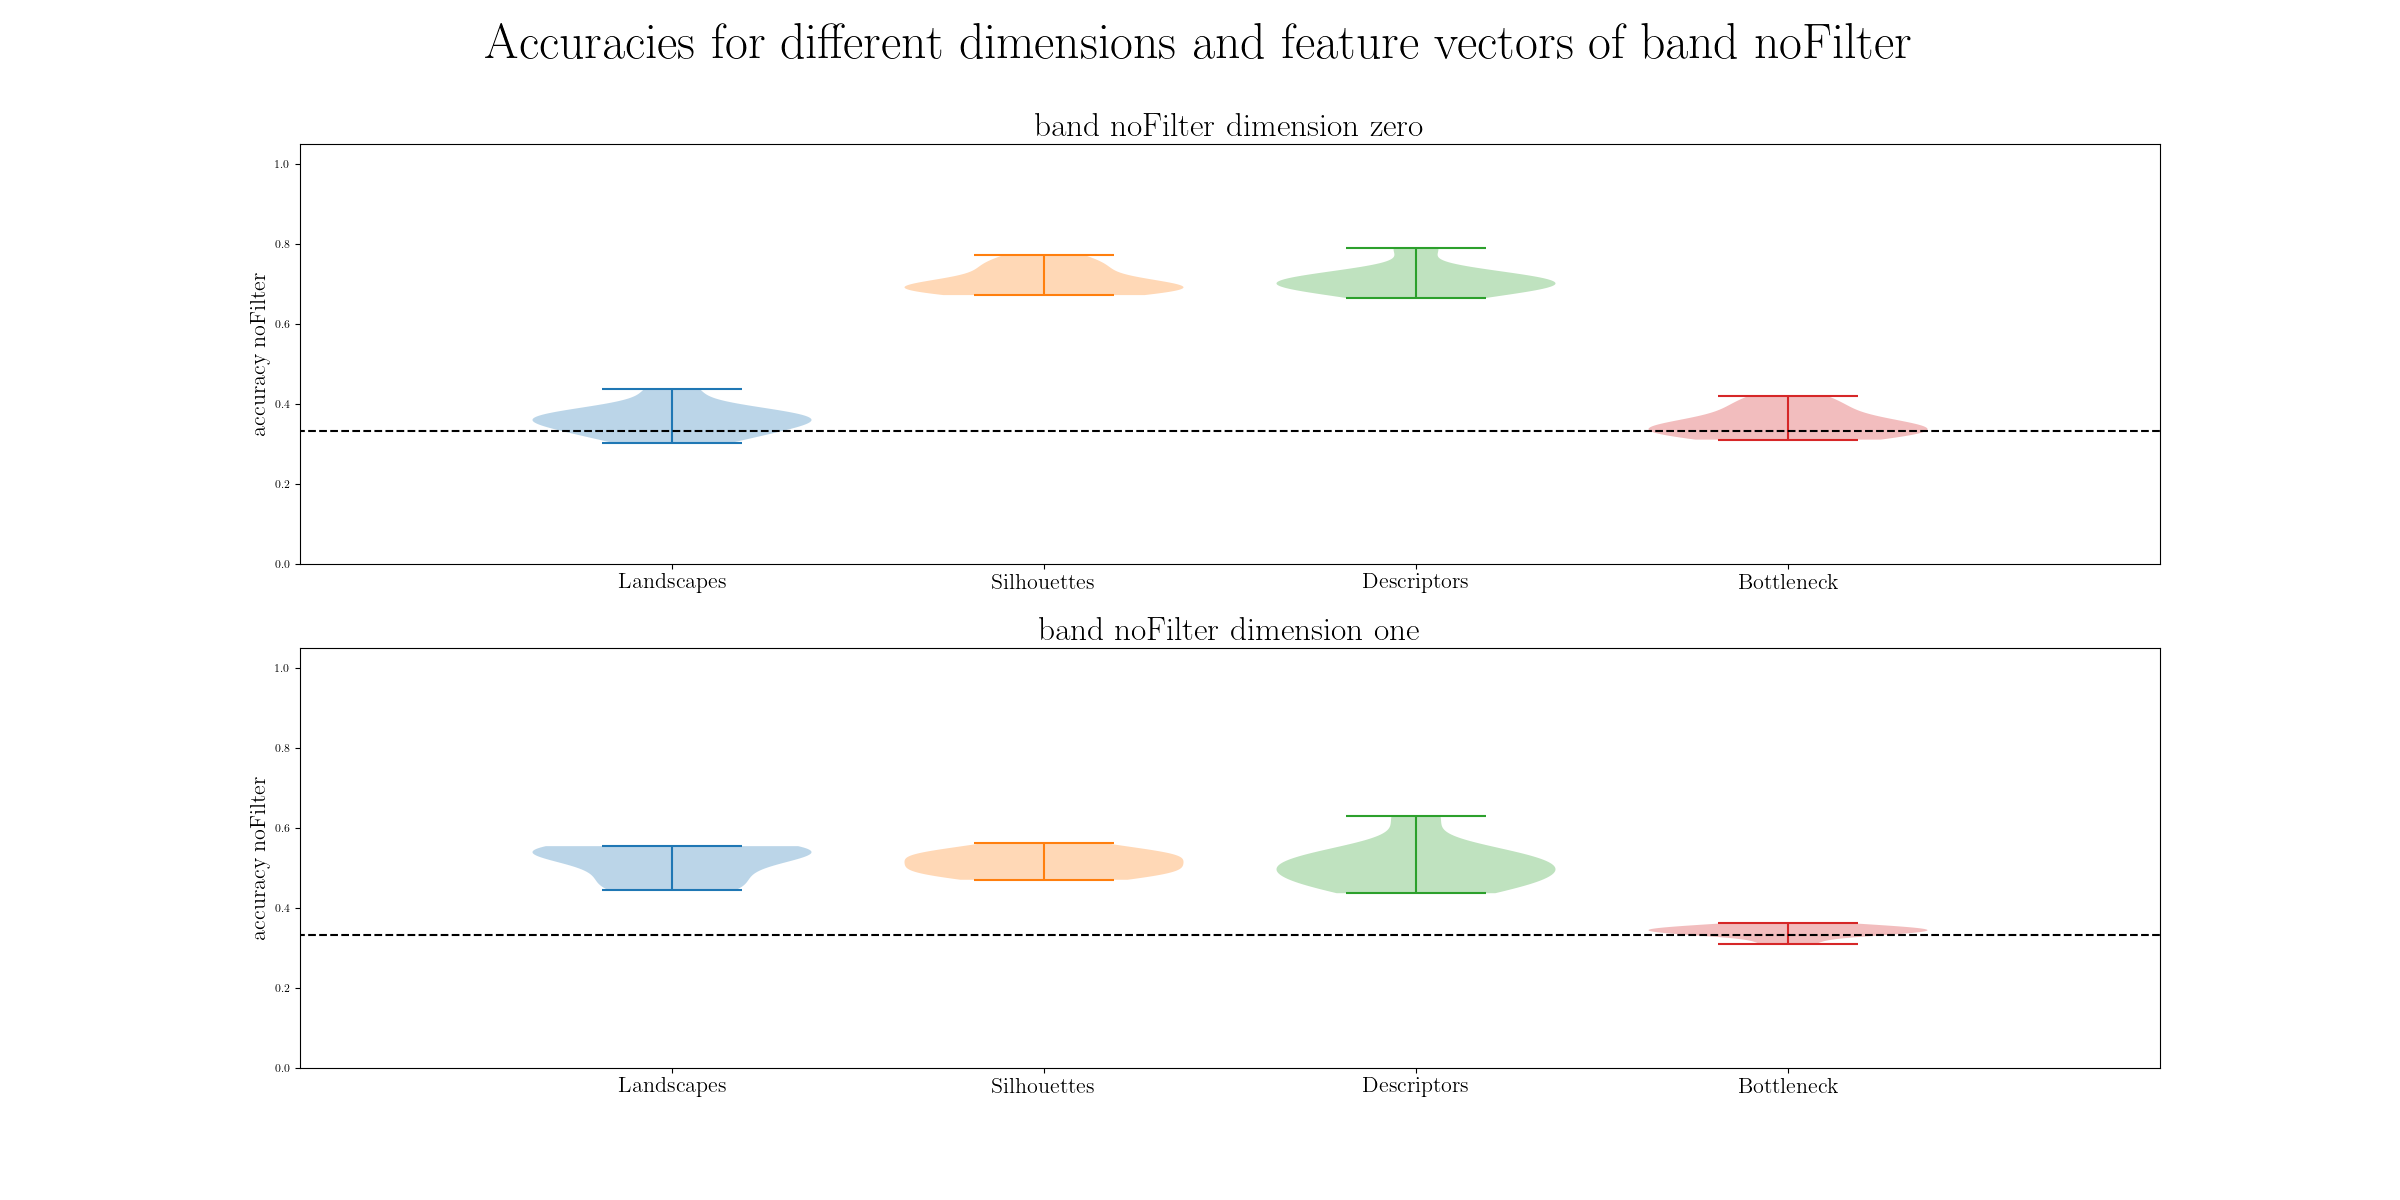 Accuracies for different dimensions and feature vectors of band noFilter
band noFilter dimension zero
accuracy noFilter
1.0
0.8
0.6
0.4
0.2
0.0
Landscapes Silhouettes Descriptors Bottleneck
band noFilter dimension one
accuracy noFilter
1.0
0.8
0.6
0.4
0.2
0.0
Landscapes Silhouettes Descriptors Bottleneck